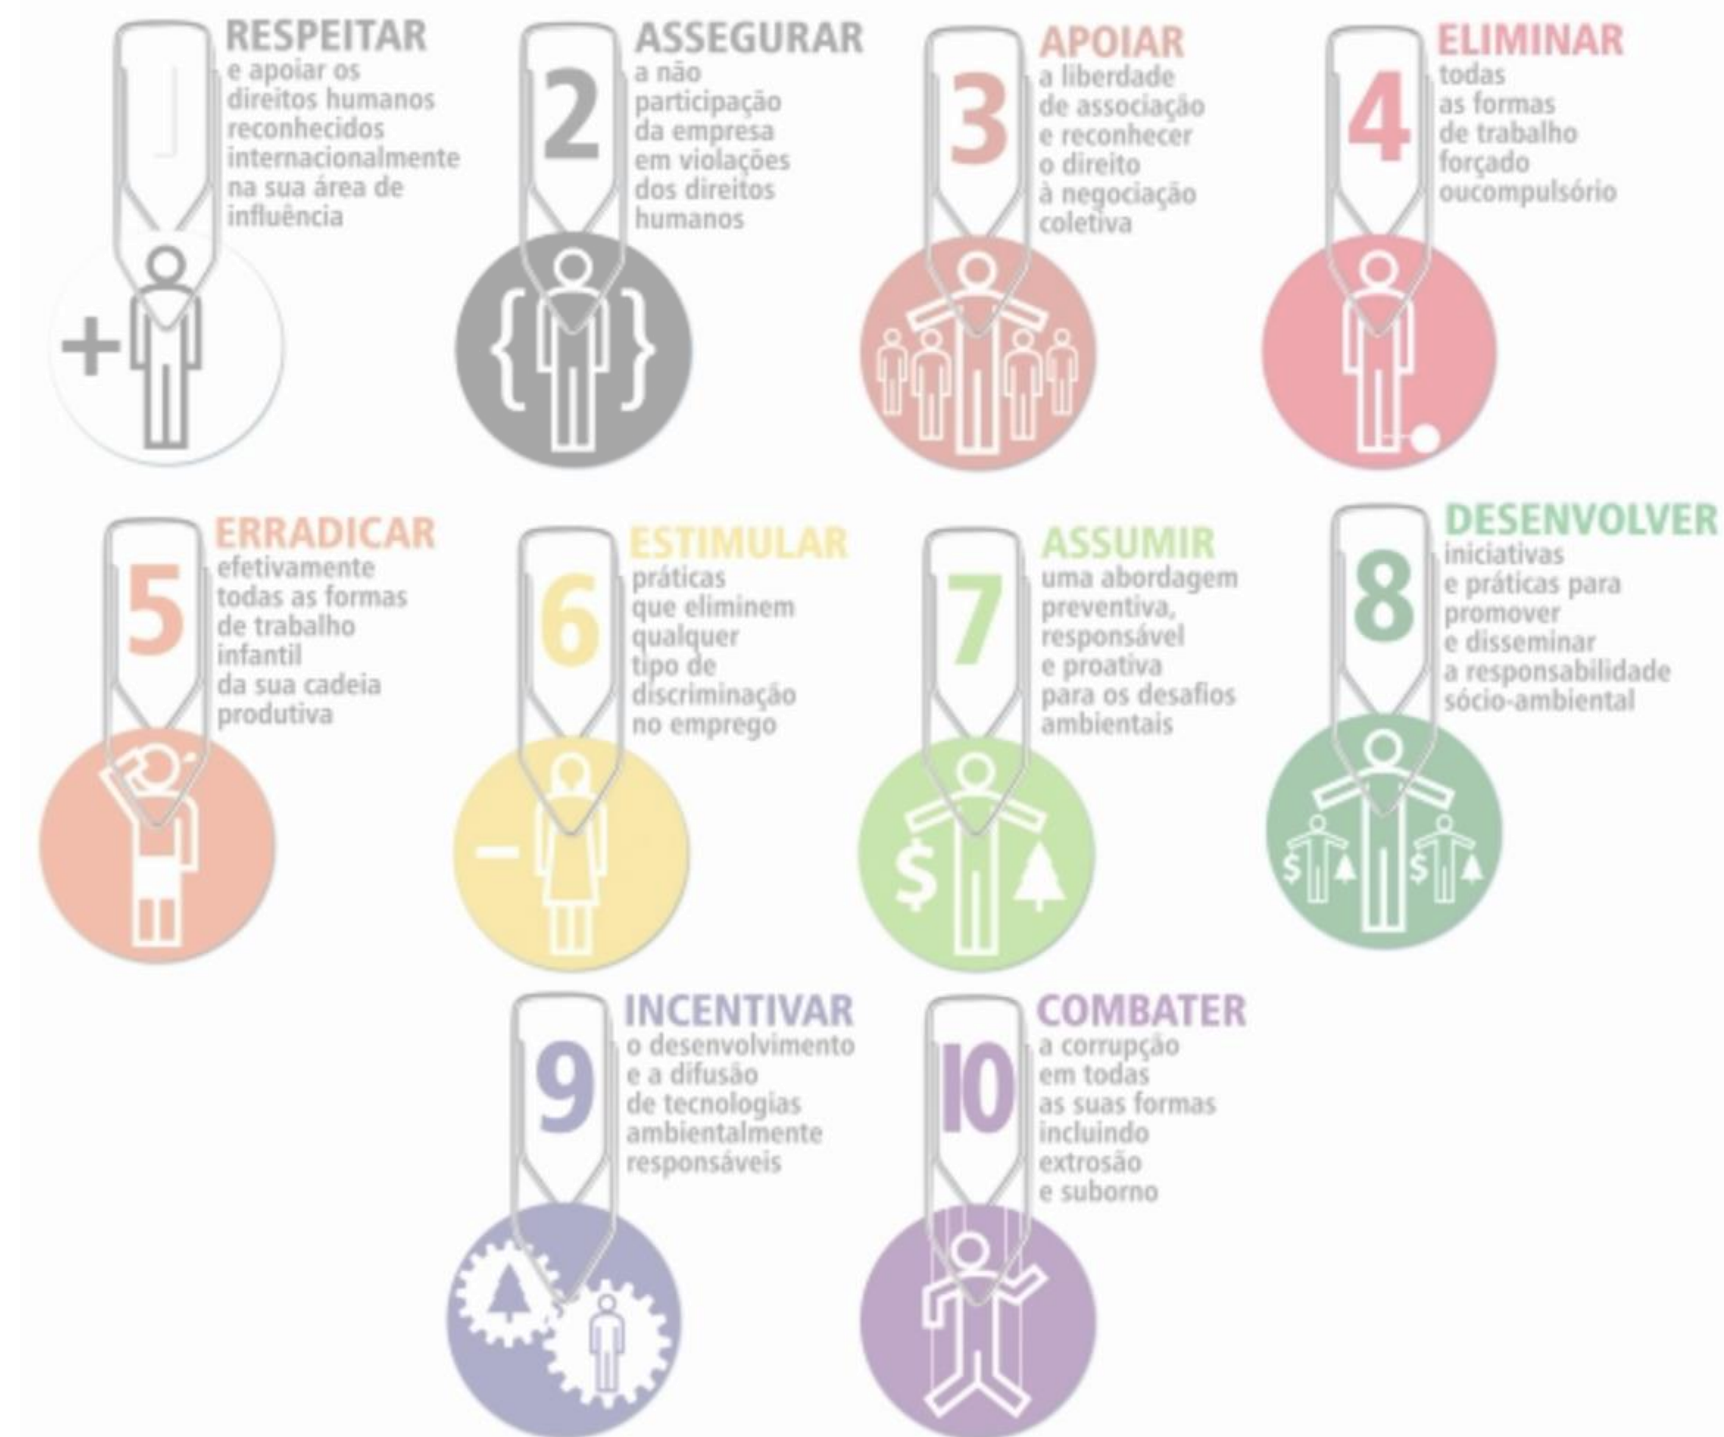 RESPEITAR
e apoiar os
direitos humanos
reconhecidos
internacionalmente
na sua área de
influência
2
ASSEGURAR
a não
participação
da empresa
em violações
dos direitos
humanos
3
APOIAR
a liberdade
de associação
e reconhecer
o direito
à negociação
coletiva
4
ELIMINAR
todas
as formas
de trabalho
forçado
oucompulsório
5
ERRADICAR
efetivamente
todas as formas
de trabalho
infantil
da sua cadeia
produtiva
6
ESTIMULAR
práticas
que eliminem
qualquer
tipo de
discriminação
no emprego
7
ASSUMIR
uma abordagem
preventiva,
responsável
e proativa
para os desafios
ambientais
8
DESENVOLVER
iniciativas
e práticas para
promover
e disseminar
a responsabilidade
sócio-ambiental
$
$ $
9
INCENTIVAR
o desenvolvimento
e a difusão
de tecnologias
ambientalmente
responsáveis
10
COMBATER
a corrupção
em todas
as suas formas
incluindo
extrosão
e suborno